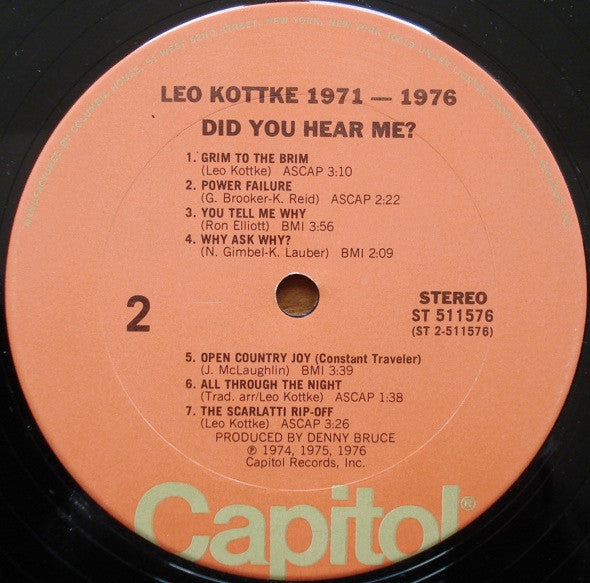 LEO KOTTKE 1971 — 1976
DID YOU HEAR ME?
1. GRIM TO THE BRIM
(Leo Kottke) ASCAP 3:10
2. POWER FAILURE
(G. Brooker-K. Reid) ASCAP 2:22
3. YOU TELL ME WHY
(Ron Elliott) BMI 3:56
4. WHY ASK WHY?
(N. Gimbel-K. Lauber) BMI 2:09
2
STEREO
ST 511576
(ST 2-511576)
5. OPEN COUNTRY JOY (Constant Traveler)
(J. McLaughlin) BMI 3:39
6. ALL THROUGH THE NIGHT
(Trad. arr/Leo Kottke) ASCAP 1:38
7. THE SCARLATTI RIP-OFF
(Leo Kottke) ASCAP 3:26
PRODUCED BY DENNY BRUCE
℗ 1974, 1975, 1976
Capitol Records, Inc.
Capitol®